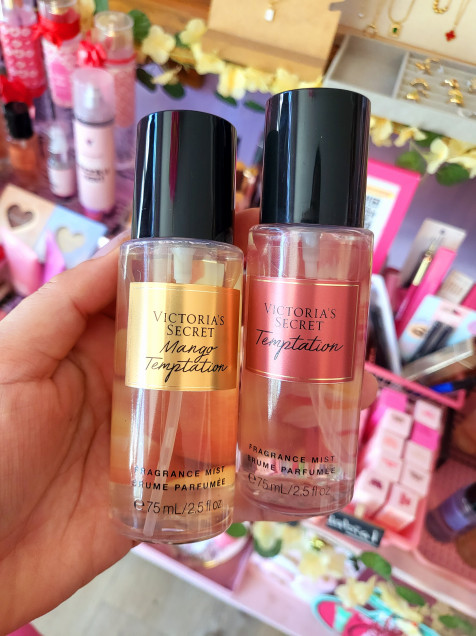 VICTORIA'S
SECRET
Mango
Temptation
FRAGRANCE MIST
BRUME PARFUMÉE
℮75 mL/2.5 fl oz
VICTORIA'S
SECRET
Temptation
FRAGRANCE MIST
BRUME PARFUMÉE
℮75 mL/2.5 fl oz